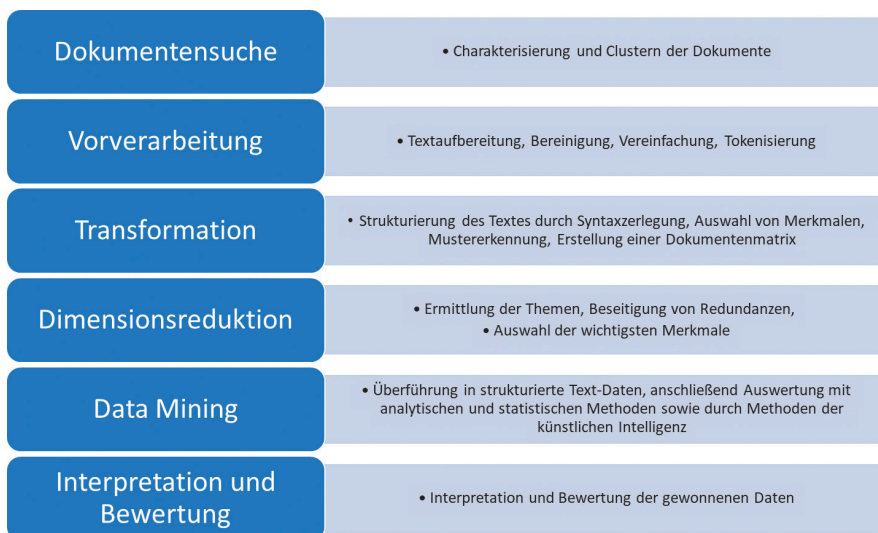 Dokumentensuche
• Charakterisierung und Clustern der Dokumente
Vorverarbeitung
• Textaufbereitung, Bereinigung, Vereinfachung, Tokenisierung
Transformation
• Strukturierung des Textes durch Syntaxzerlegung, Auswahl von Merkmalen,
Mustererkennung, Erstellung einer Dokumentenmatrix
Dimensionsreduktion
• Ermittlung der Themen, Beseitigung von Redundanzen,
• Auswahl der wichtigsten Merkmale
Data Mining
• Überführung in strukturierte Text-Daten, anschließend Auswertung mit
analytischen und statistischen Methoden sowie durch Methoden der
künstlichen Intelligenz
Interpretation und
Bewertung
• Interpretation und Bewertung der gewonnenen Daten